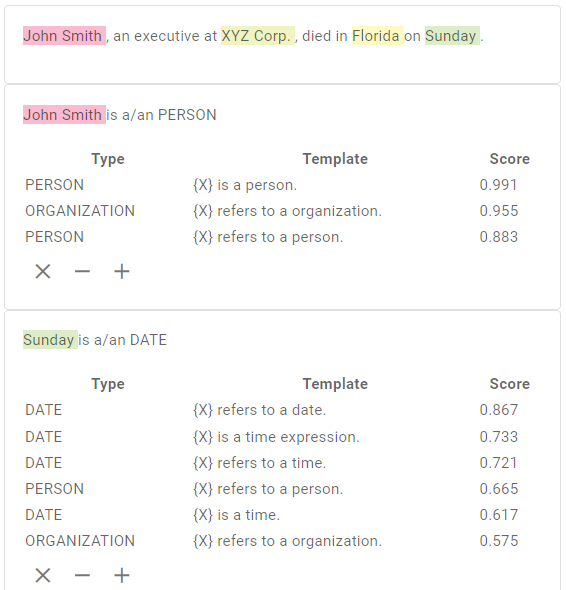 John Smith , an executive at XYZ Corp. , died in Florida on Sunday .
John Smith is a/an PERSON
Type Template Score
PERSON {X} is a person. 0.991
ORGANIZATION {X} refers to a organization. 0.955
PERSON {X} refers to a person. 0.883
Sunday is a/an DATE
Type Template Score
DATE {X} refers to a date. 0.867
DATE {X} is a time expression. 0.733
DATE {X} refers to a time. 0.721
PERSON {X} refers to a person. 0.665
DATE {X} is a time. 0.617
ORGANIZATION {X} refers to a organization. 0.575